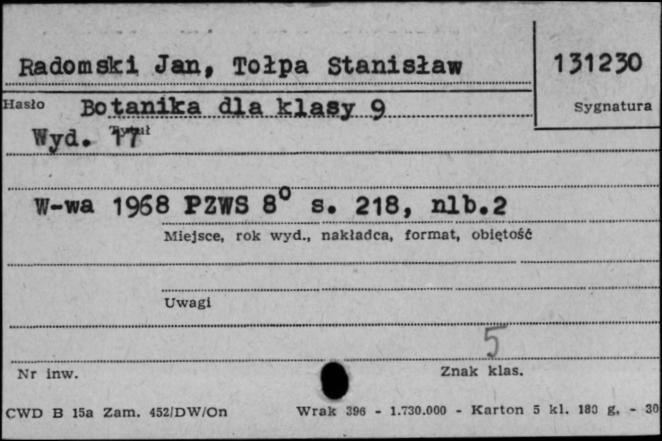 Radomski Jan, Tołpa Stanisław
131230
Hasło
Sygnatura
Botanika dla klasy 9
Tytuł
Wyd. 17
W-wa 1968 PZWS 8° s. 218, nlb.2
Miejsce, rok wyd., nakładca, format, objętość
Uwagi
5
Nr inw.
Znak klas.
CWD B 15a Zam. 452/DW/On Wrak 396 - 1.730.000 - Karton 5 kl. 180 g. - 30